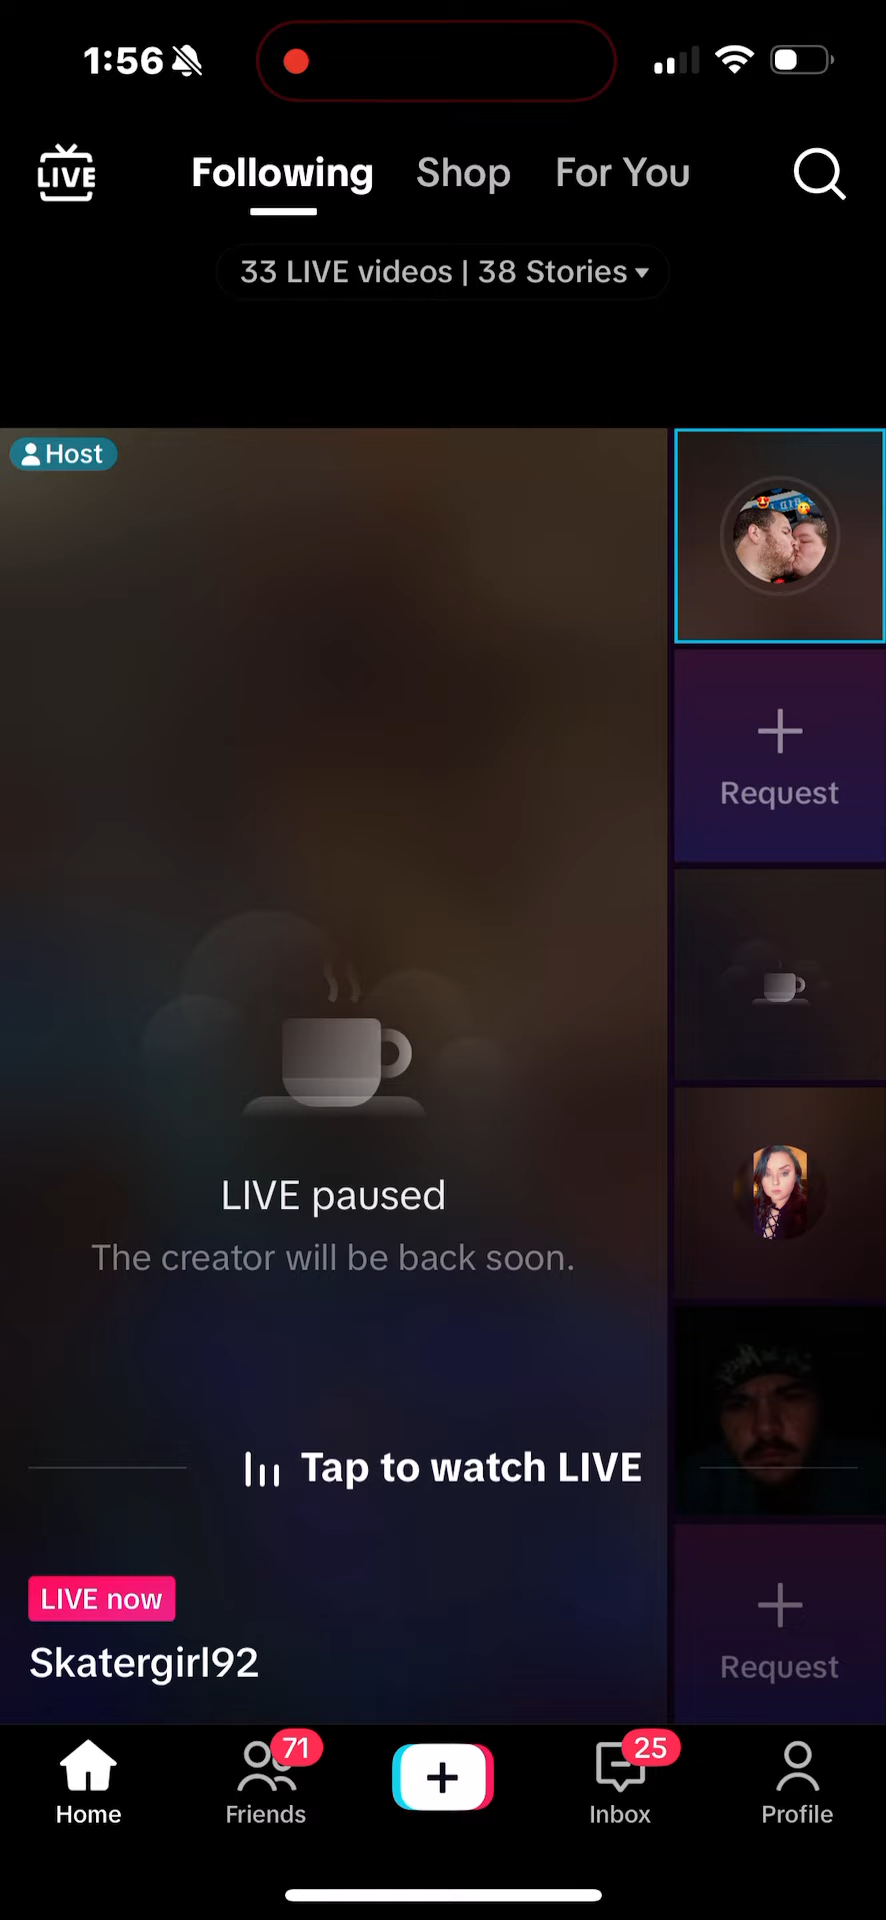 1:56
LIVE
Following
Shop
For You
33 LIVE videos | 38 Stories
Host
Request
LIVE paused
The creator will be back soon.
Tap to watch LIVE
LIVE now
Skatergirl92
Request
Home
71
Friends
25
Inbox
Profile